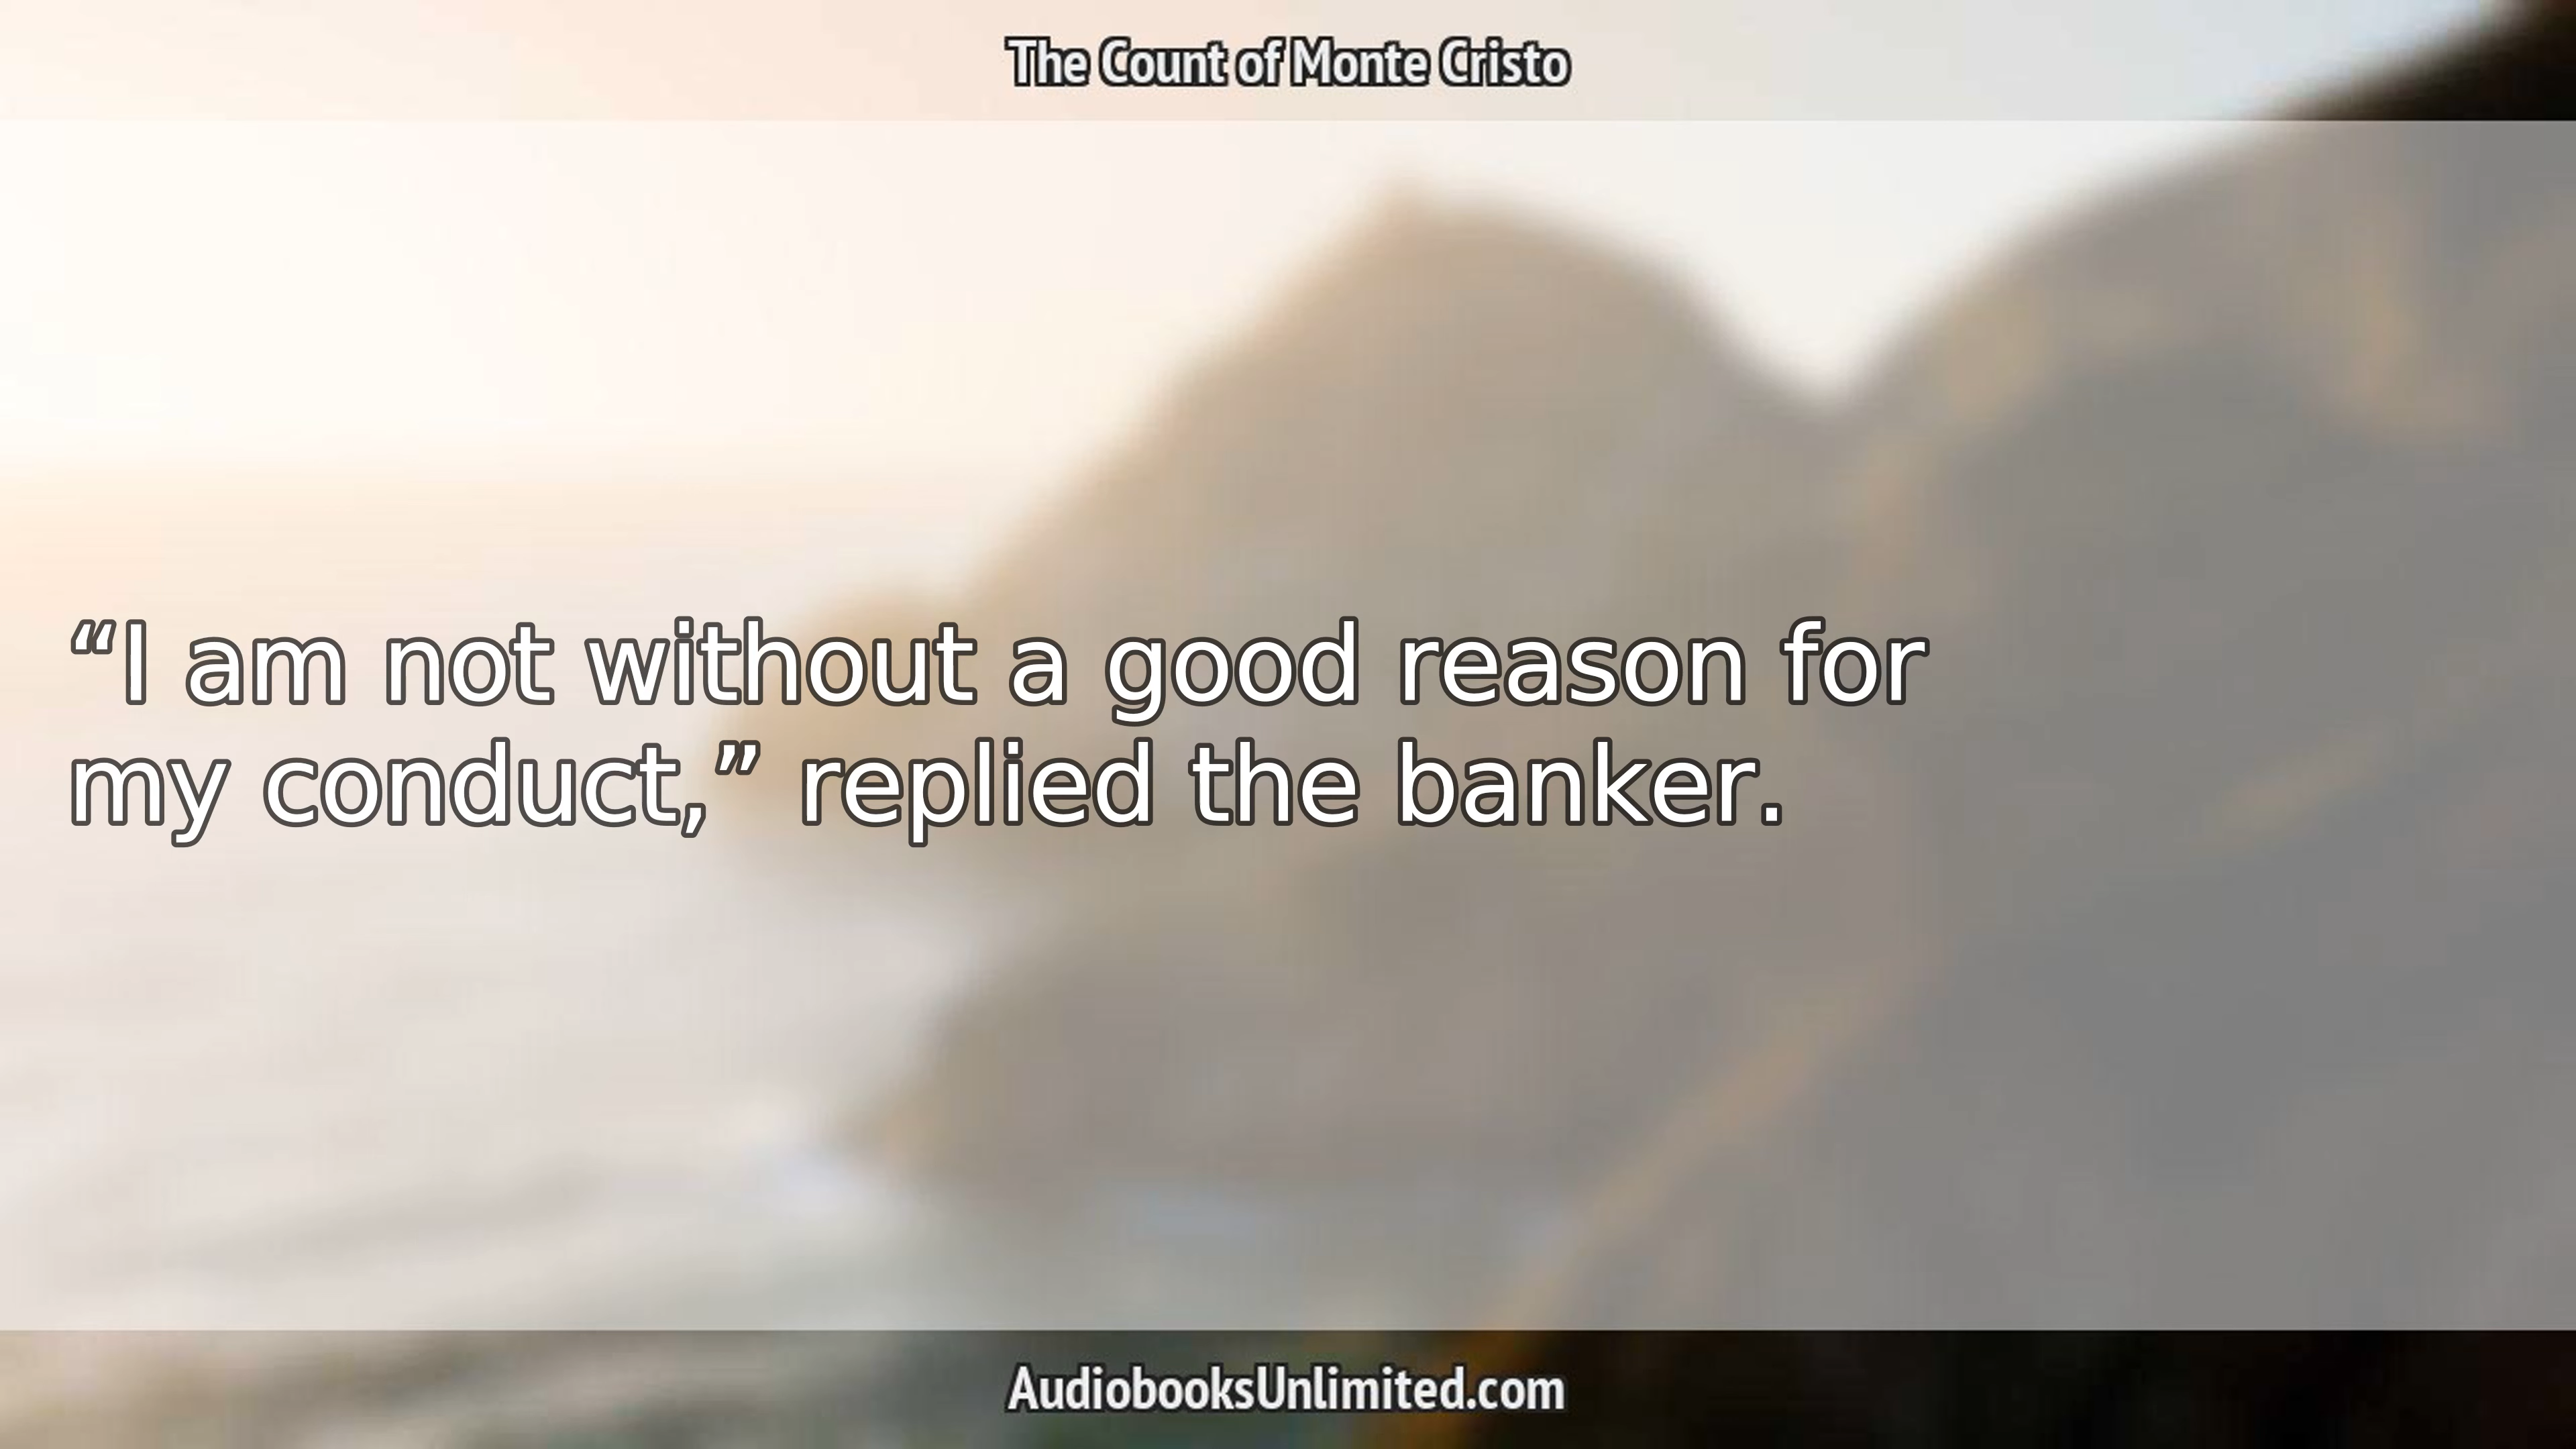 The Count of Monte Cristo
“I am not without a good reason for
my conduct,” replied the banker.
AudiobooksUnlimited.com